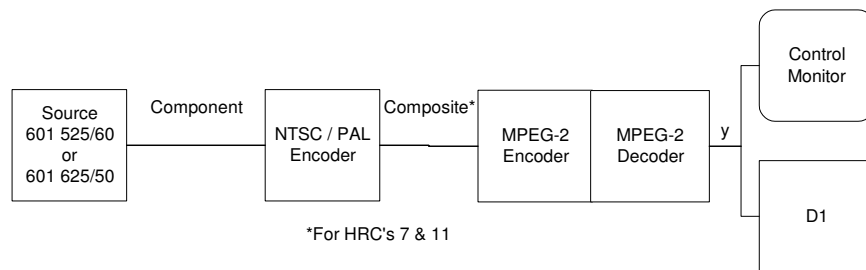 Source
601 525/60
or
601 625/50
Component
NTSC / PAL
Encoder
Composite*
MPEG-2
Encoder
MPEG-2
Decoder
y
Control
Monitor
D1
*For HRC's 7 & 11